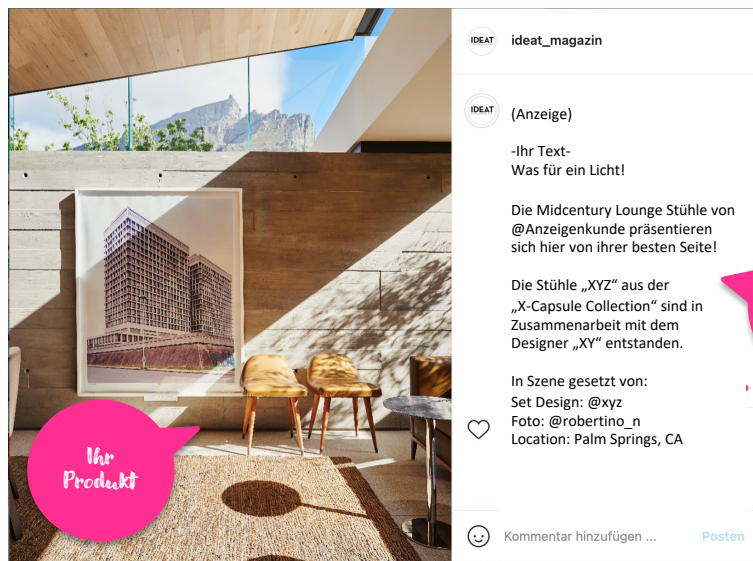 IDEAT
ideat_magazin
IDEAT
(Anzeige)
-Ihr Text-
Was für ein Licht!
Die Midcentury Lounge Stühle von
@Anzeigenkunde präsentieren
sich hier von ihrer besten Seite!
Die Stühle „XYZ“ aus der
„X-Capsule Collection“ sind in
Zusammenarbeit mit dem
Designer „XY“ entstanden.
In Szene gesetzt von:
Set Design: @xyz
Foto: @robertino_n
Location: Palm Springs, CA
Kommentar hinzufügen ...
Posten
Ihr
Produkt